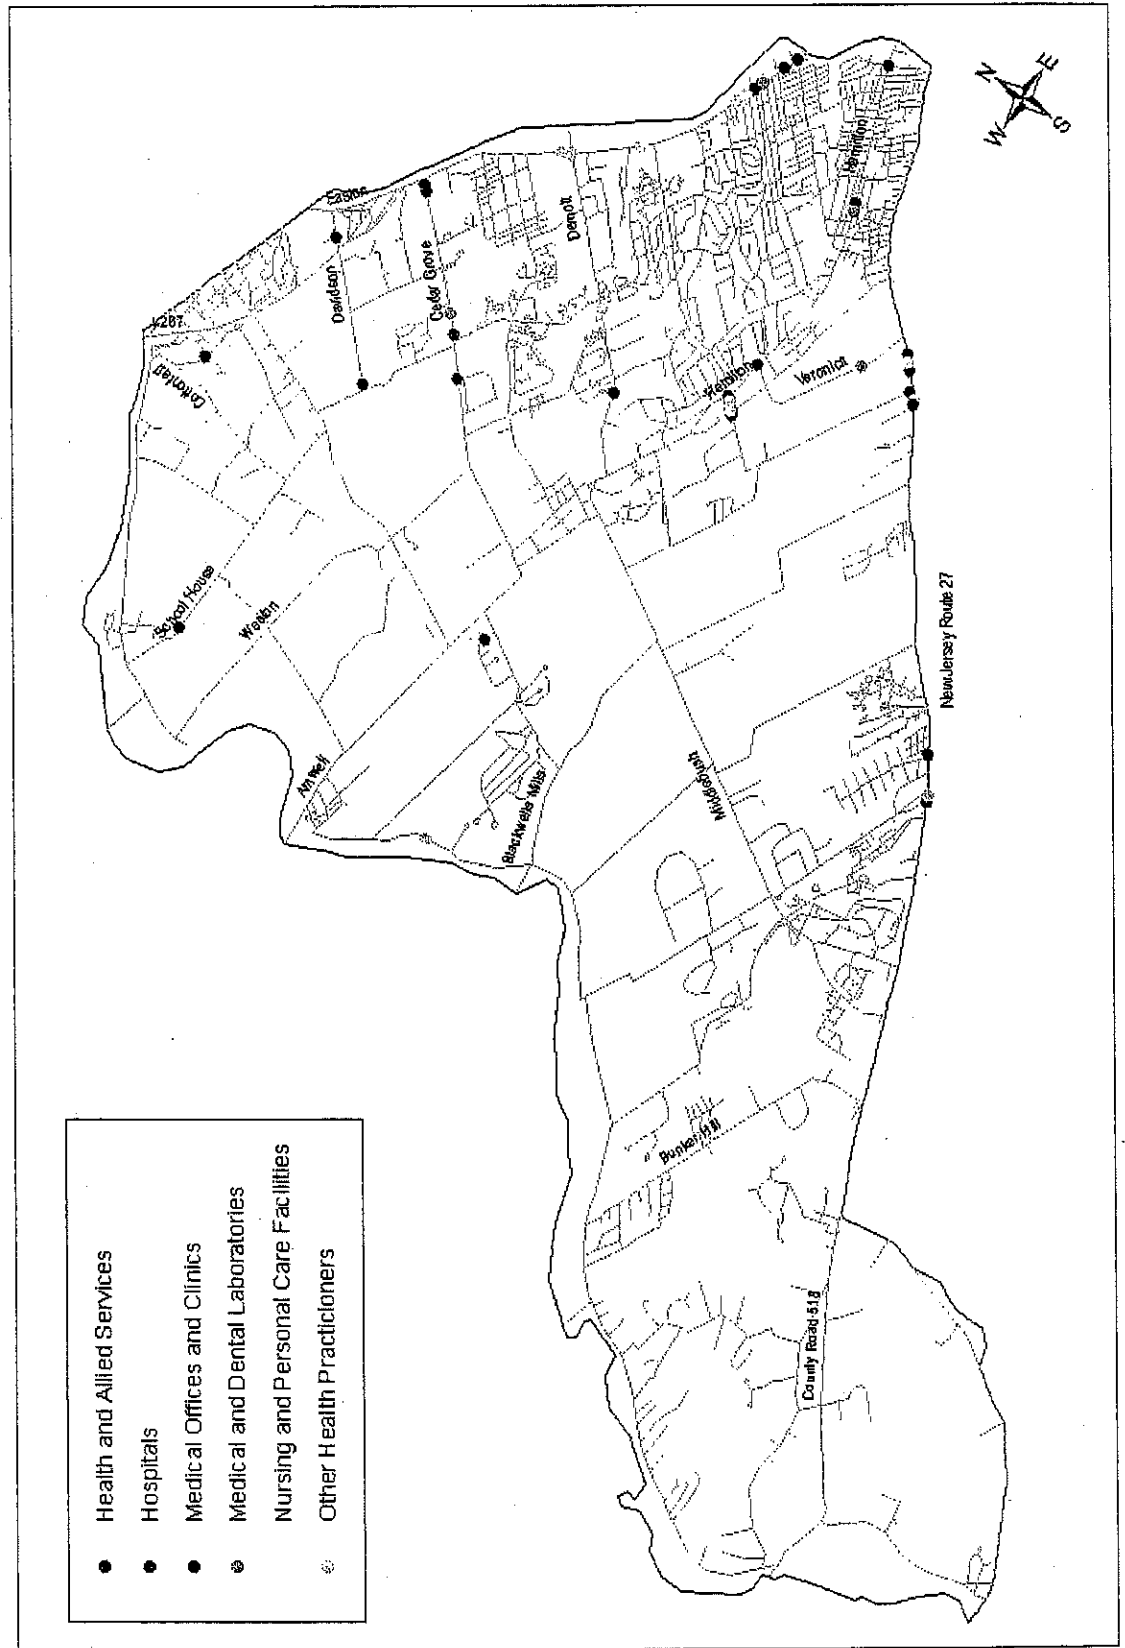 Health and Allied Services
Hospitals
Medical Offices and Clinics
Medical and Dental Laboratories
Nursing and Personal Care Facilities
Other Health Practicioners
N
E
S
W
Easton
I-287
Davidson
Cedar Grove
Demott
Hamilton
Cottontail
Hamilton
Veronica
School House
Weston
Amwell
Blackwells Mills
Middlebush
New Jersey Route 27
Bunker Hill
County Road 518